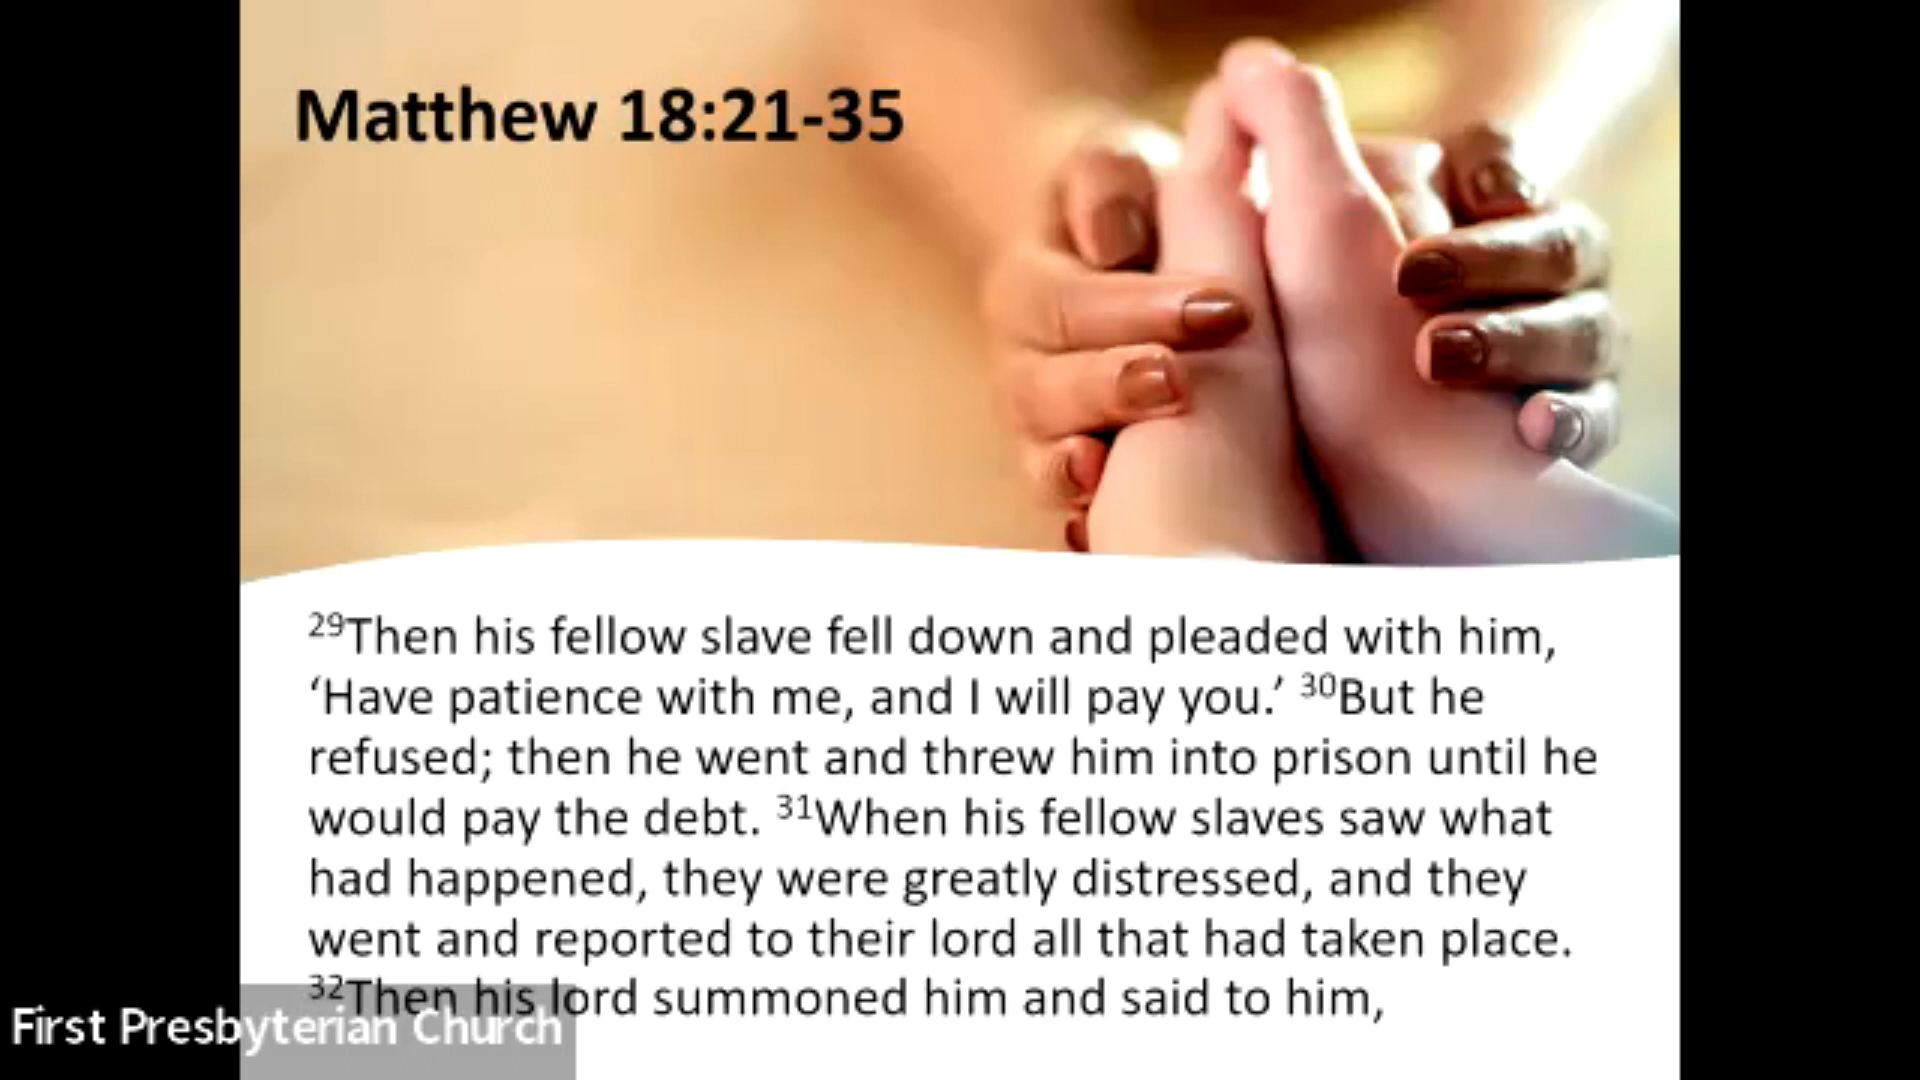 Matthew 18:21-35
²⁹Then his fellow slave fell down and pleaded with him,
‘Have patience with me, and I will pay you.’ ³⁰But he
refused; then he went and threw him into prison until he
would pay the debt. ³¹When his fellow slaves saw what
had happened, they were greatly distressed, and they
went and reported to their lord all that had taken place.
³²Then his lord summoned him and said to him,
First Presbyterian Church